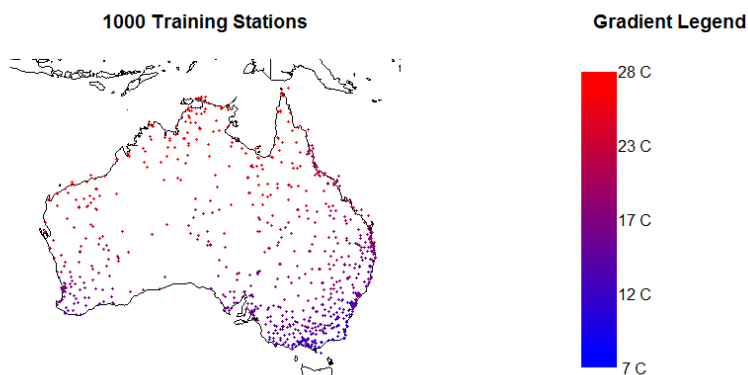 1000 Training Stations
Gradient Legend
28 C
23 C
17 C
12 C
7 C